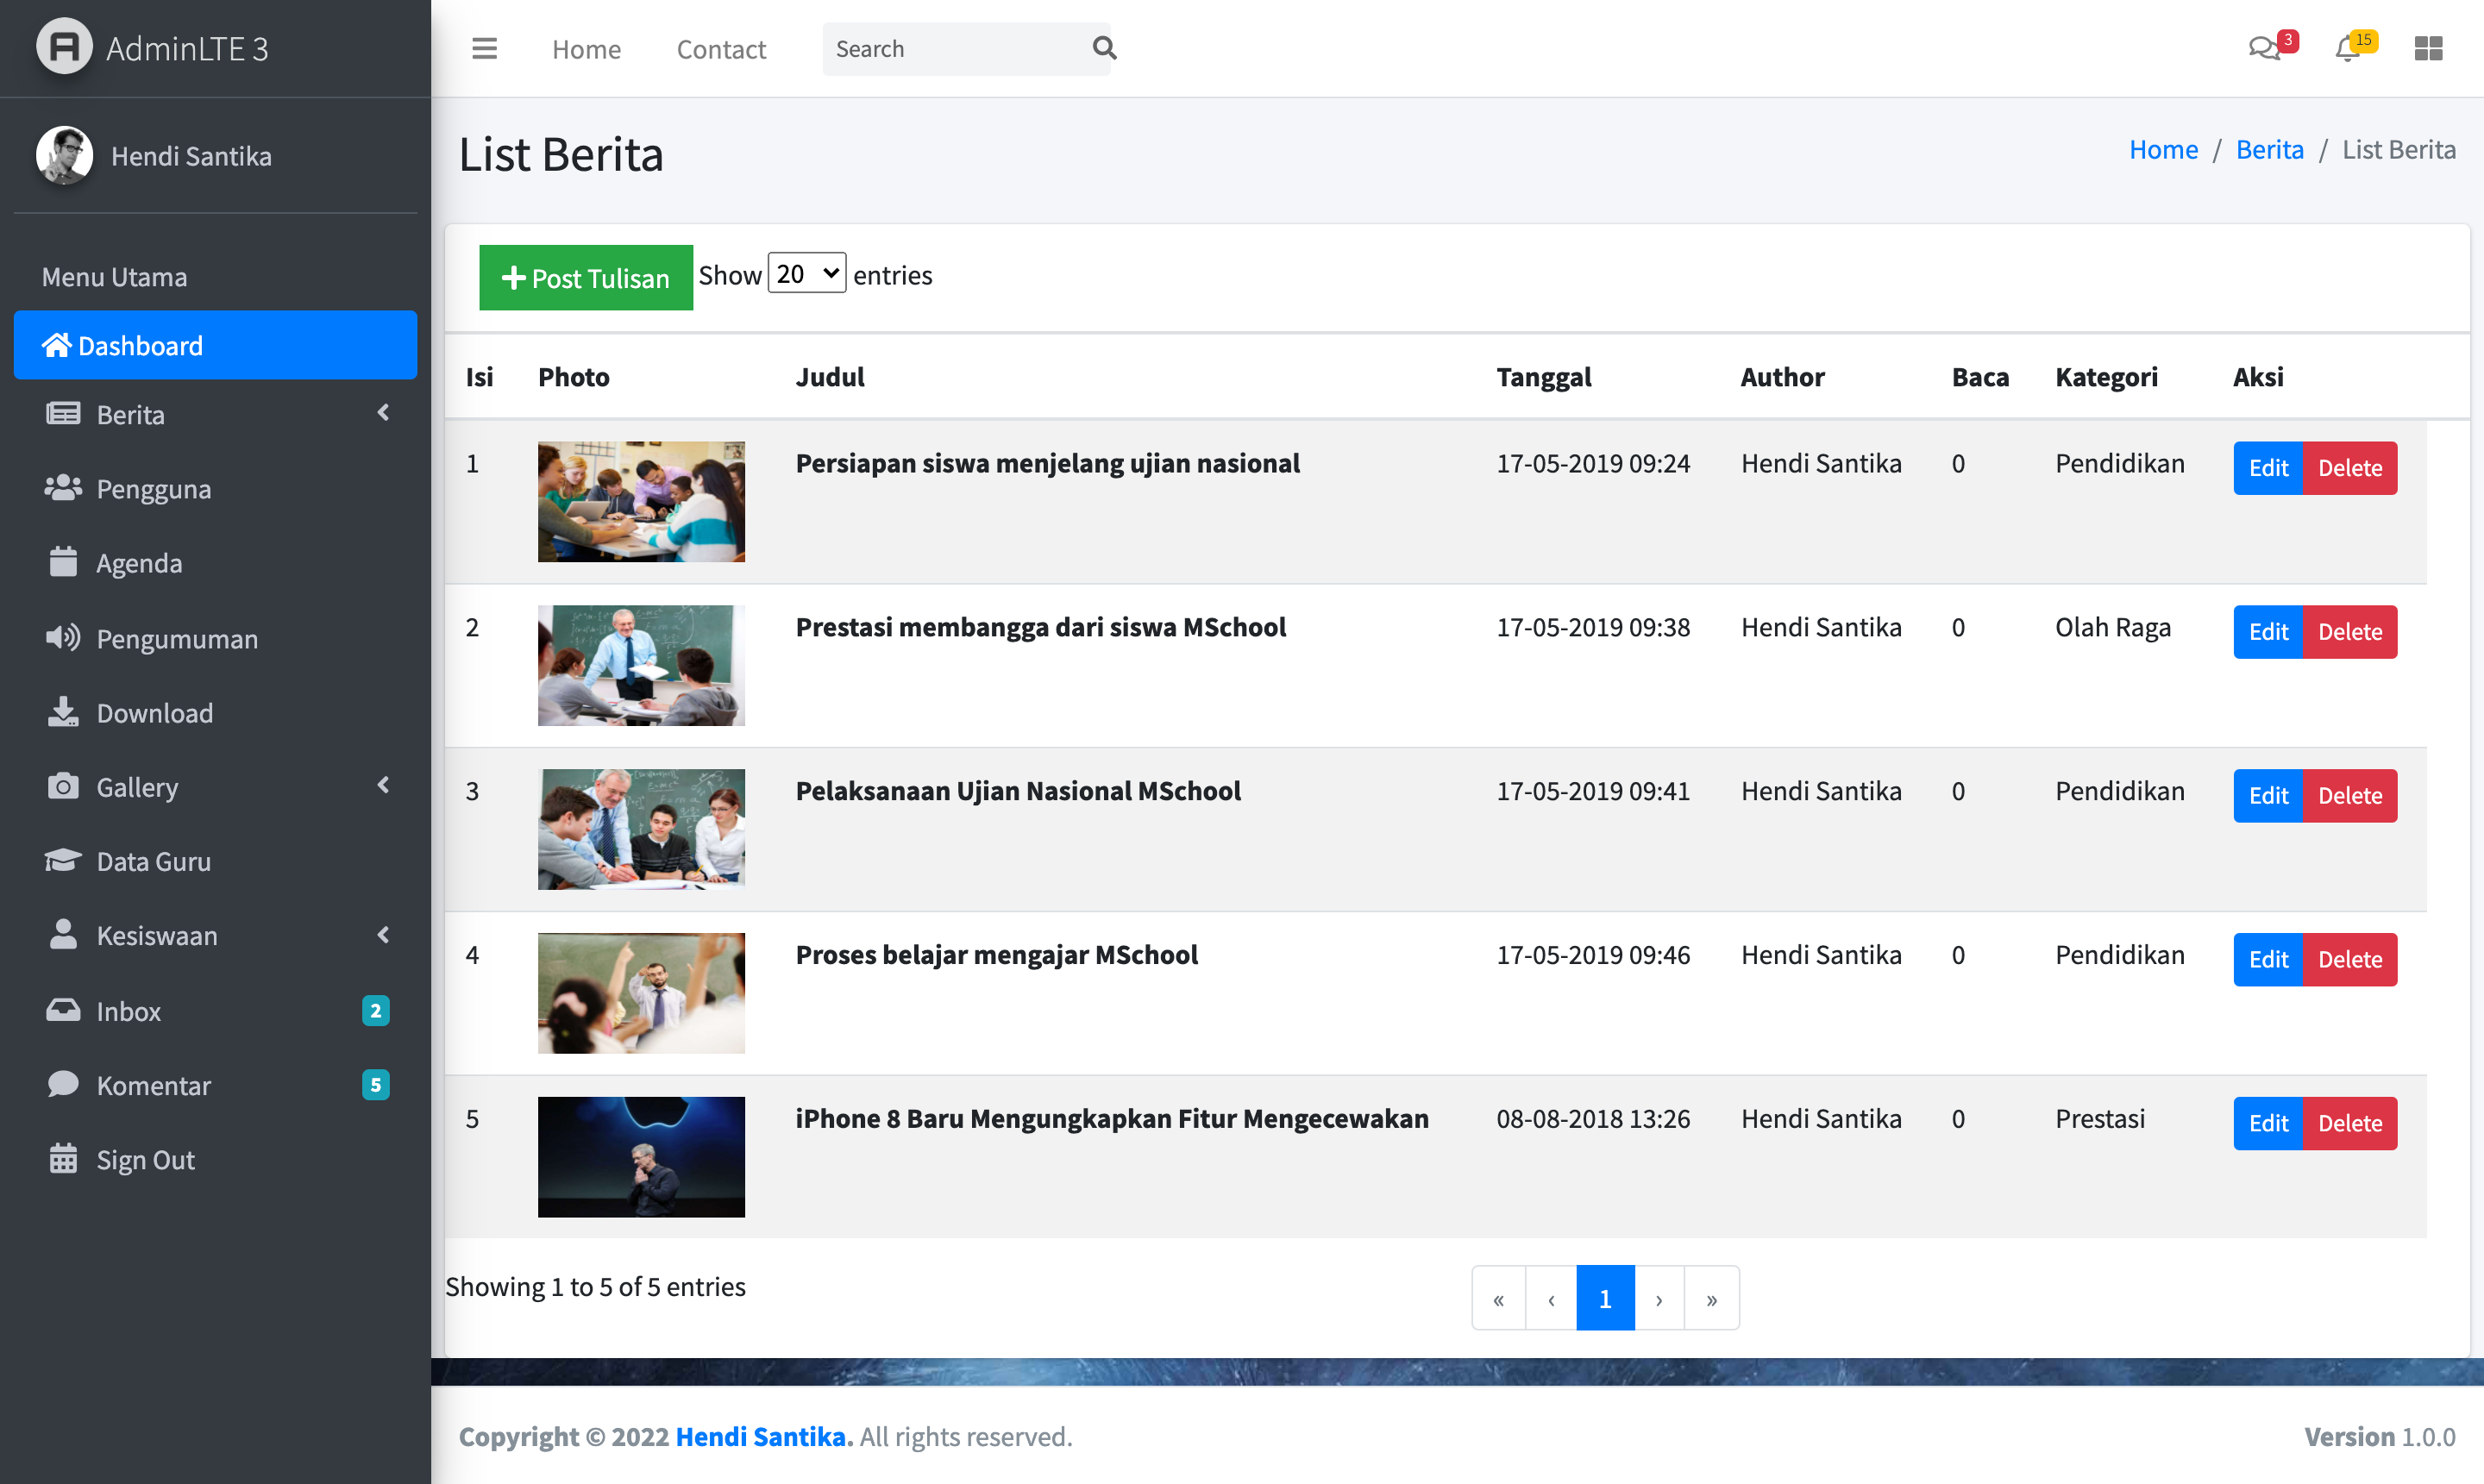 AdminLTE 3
Home
Contact
Search
3
15
Hendi Santika
List Berita
Home / Berita / List Berita
Menu Utama
Dashboard
Berita
Pengguna
Agenda
Pengumuman
Download
Gallery
Data Guru
Kesiswaan
Inbox 2
Komentar 5
Sign Out
Post Tulisan Show 20 entries
Isi Photo Judul Tanggal Author Baca Kategori Aksi
1 Persiapan siswa menjelang ujian nasional 17-05-2019 09:24 Hendi Santika 0 Pendidikan Edit Delete
2 Prestasi membangga dari siswa MSchool 17-05-2019 09:38 Hendi Santika 0 Olah Raga Edit Delete
3 Pelaksanaan Ujian Nasional MSchool 17-05-2019 09:41 Hendi Santika 0 Pendidikan Edit Delete
4 Proses belajar mengajar MSchool 17-05-2019 09:46 Hendi Santika 0 Pendidikan Edit Delete
5 iPhone 8 Baru Mengungkapkan Fitur Mengecewakan 08-08-2018 13:26 Hendi Santika 0 Prestasi Edit Delete
Showing 1 to 5 of 5 entries
« ‹ 1 › »
Copyright © 2022 Hendi Santika. All rights reserved.
Version 1.0.0